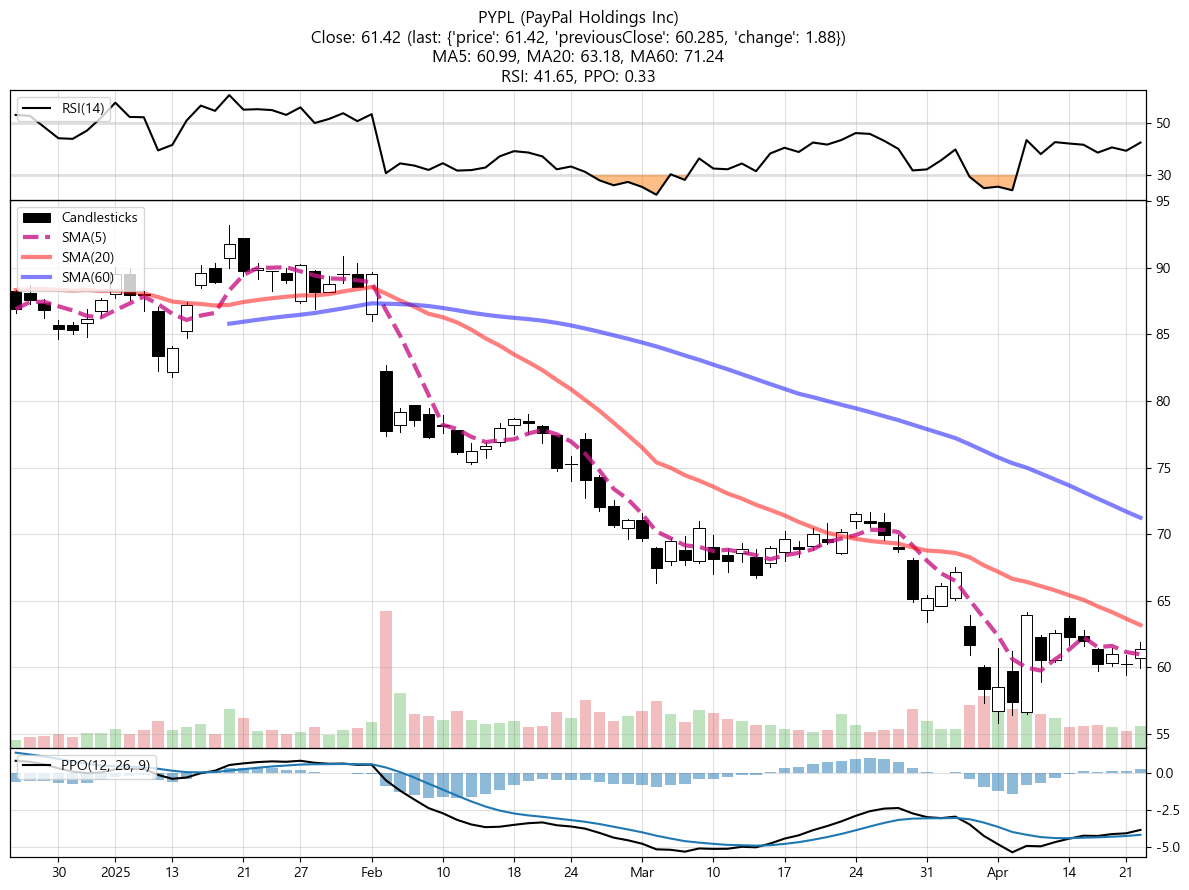 PYPL (PayPal Holdings Inc)
Close: 61.42 (last: {'price': 61.42, 'previousClose': 60.285, 'change': 1.88})
MA5: 60.99, MA20: 63.18, MA60: 71.24
RSI: 41.65, PPO: 0.33
RSI(14)
50
30
Candlesticks
SMA(5)
SMA(20)
SMA(60)
95
90
85
80
75
70
65
60
55
PPO(12, 26, 9)
0.0
-2.5
-5.0
30 2025 13 21 27 Feb 10 18 24 Mar 10 17 24 31 Apr 14 21